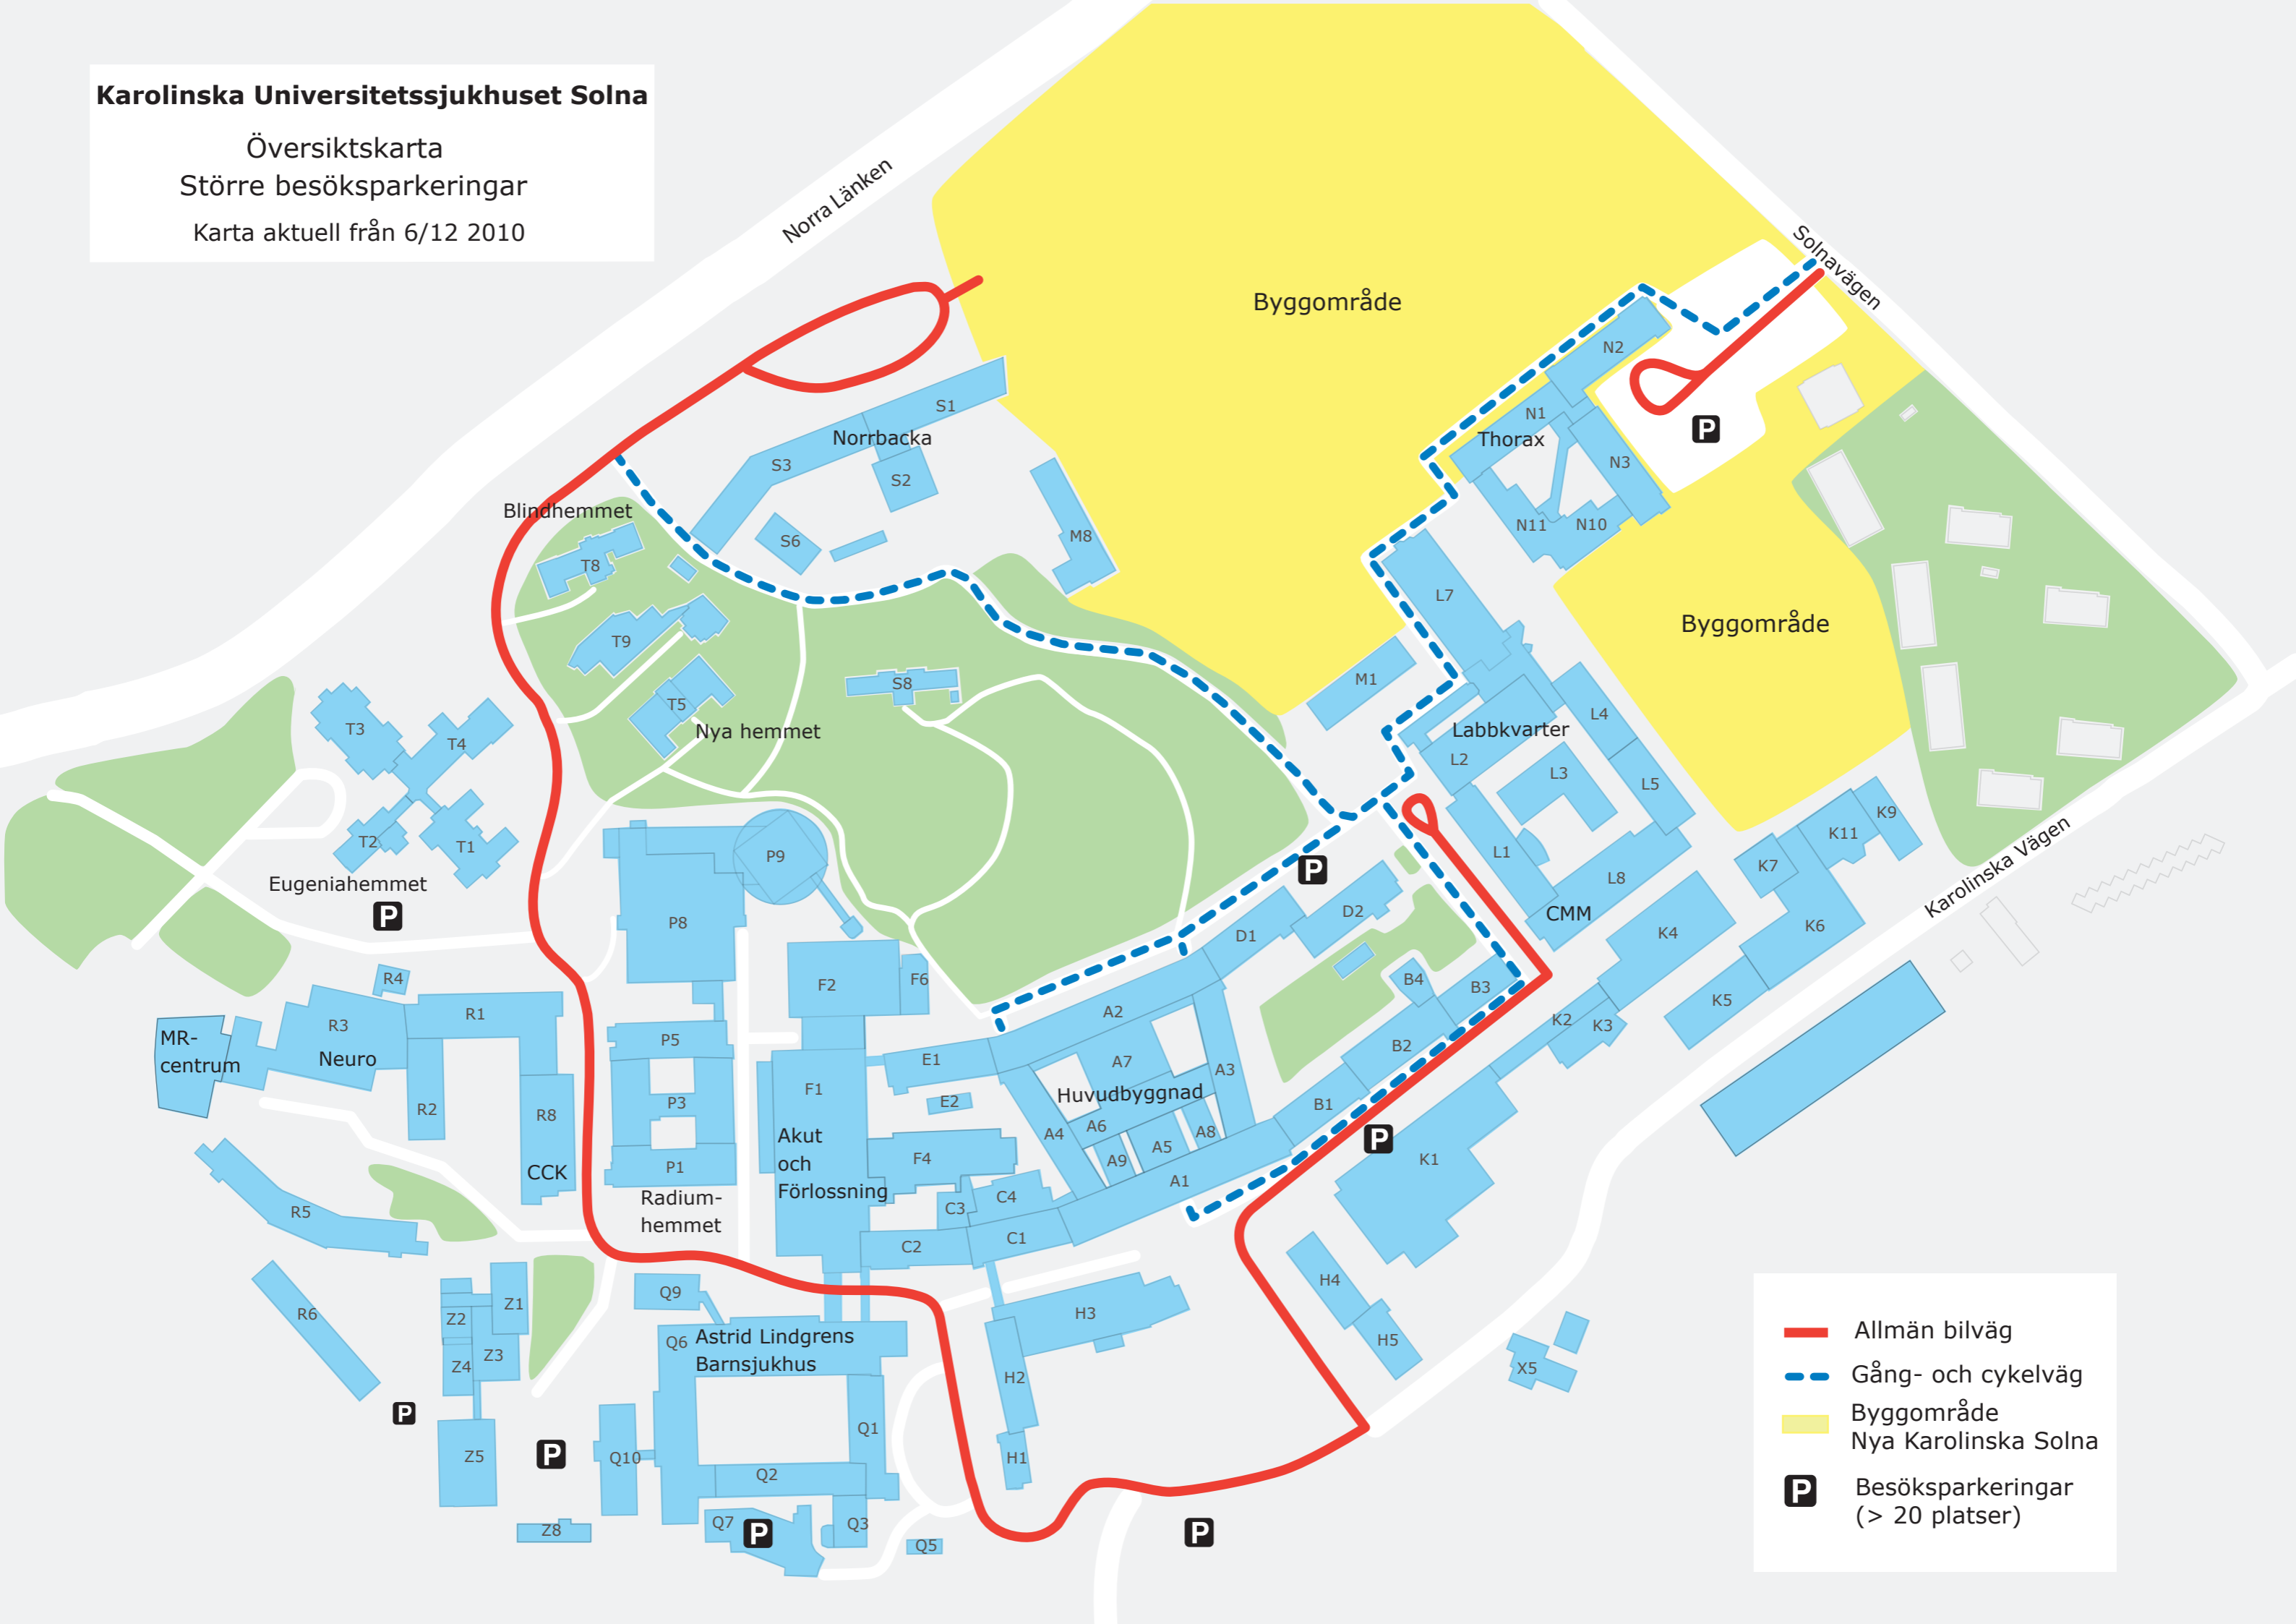 Karolinska Universitetssjukhuset Solna
Översiktskarta
Större besöksparkeringar
Karta aktuell från 6/12 2010
Norra Länken
Solnavägen
Byggområde
N2
N1
Thorax
N3
P
N11
N10
S1
Norrbacka
S3
S2
S6
M8
Blindhemmet
T8
T9
T5
Nya hemmet
S8
L7
Byggområde
M1
Labbkvarter
L4
L2
L3
L5
L1
L8
CMM
K9
K11
K7
K6
K4
K5
K2
K3
Karolinska Vägen
T3
T4
T2
T1
Eugeniahemmet
P
P9
P8
P
D2
D1
B4
B3
B2
B1
P
K1
F2
F6
A2
R4
R3
R1
MR-
centrum
Neuro
R2
R8
CCK
P5
P3
P1
Radium-
hemmet
F1
Akut
och
Förlossning
E1
E2
A7
A3
Huvudbyggnad
A4
A6
A8
A5
A9
A1
F4
C4
C3
C1
C2
R5
R6
Z1
Z2
Z3
Z4
Z5
P
P
Z8
Q9
Q6
Astrid Lindgrens
Barnsjukhus
Q1
Q10
Q2
Q7
P
Q3
Q5
H3
H2
H1
H4
H5
X5
P
Allmän bilväg
Gång- och cykelväg
Byggområde
Nya Karolinska Solna
P
Besöksparkeringar
(> 20 platser)